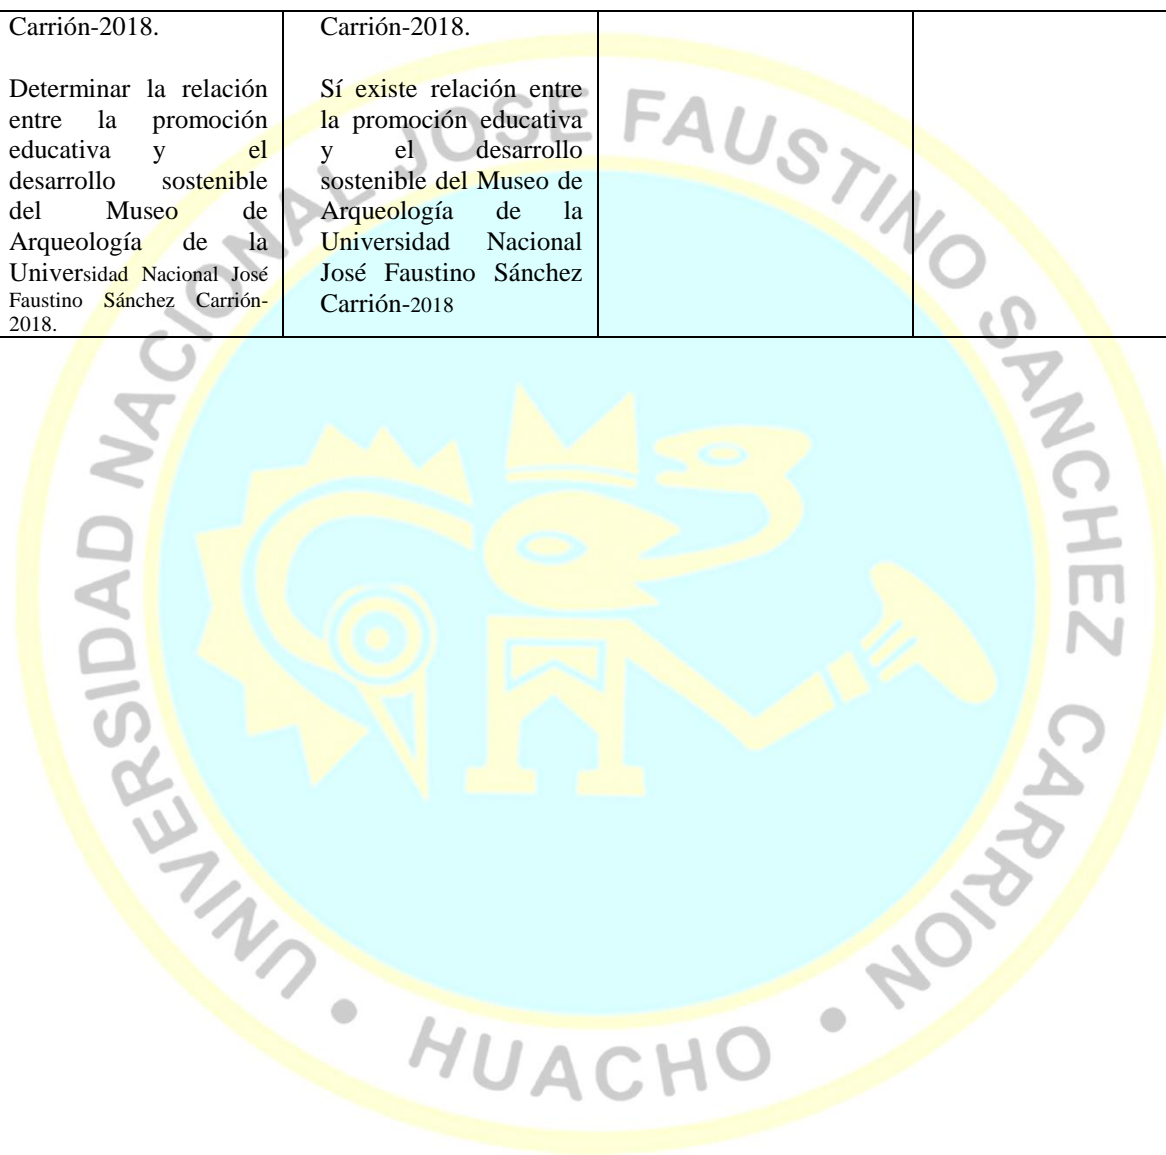 Carrión-2018.
Determinar la relación
entre la promoción
educativa y el
desarrollo sostenible
del Museo de
Arqueología de la
Universidad Nacional José
Faustino Sánchez Carrión-
2018.
Carrión-2018.
Sí existe relación entre
la promoción educativa
y el desarrollo
sostenible del Museo de
Arqueología de la
Universidad Nacional
José Faustino Sánchez
Carrión-2018
UNIVERSIDAD NACIONAL JOSE FAUSTINO SANCHEZ CARRION
• HUACHO •